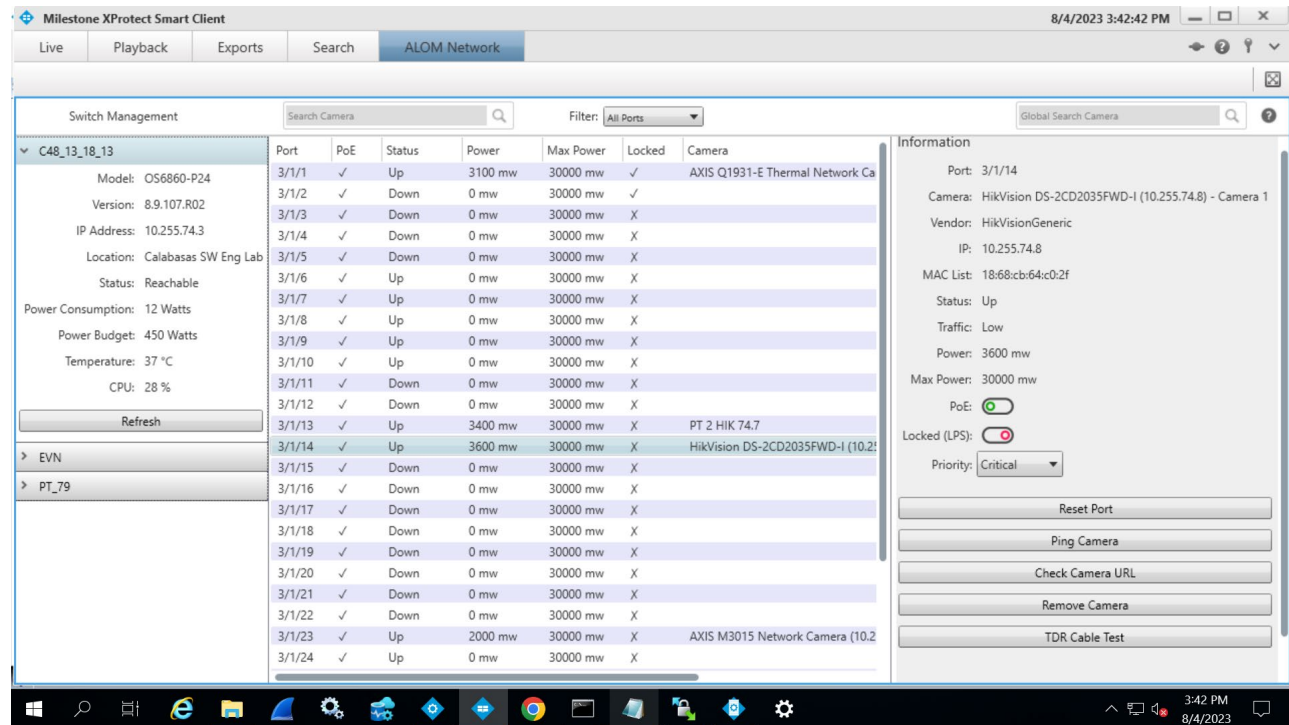 Milestone XProtect Smart Client 8/4/2023 3:42:42 PM
Live Playback Exports Search ALOM Network
Switch Management Search Camera Filter: All Ports Global Search Camera
C48_13_18_13
Model: OS6860-P24
Version: 8.9.107.R02
IP Address: 10.255.74.3
Location: Calabasas SW Eng Lab
Status: Reachable
Power Consumption: 12 Watts
Power Budget: 450 Watts
Temperature: 37 °C
CPU: 28 %
Refresh
EVN
PT_79
Port PoE Status Power Max Power Locked Camera
3/1/1 ✓ Up 3100 mw 30000 mw ✓ AXIS Q1931-E Thermal Network Ca
3/1/2 ✓ Down 0 mw 30000 mw ✓
3/1/3 ✓ Down 0 mw 30000 mw X
3/1/4 ✓ Down 0 mw 30000 mw X
3/1/5 ✓ Down 0 mw 30000 mw X
3/1/6 ✓ Up 0 mw 30000 mw X
3/1/7 ✓ Up 0 mw 30000 mw X
3/1/8 ✓ Up 0 mw 30000 mw X
3/1/9 ✓ Up 0 mw 30000 mw X
3/1/10 ✓ Up 0 mw 30000 mw X
3/1/11 ✓ Down 0 mw 30000 mw X
3/1/12 ✓ Down 0 mw 30000 mw X
3/1/13 ✓ Up 3400 mw 30000 mw X PT 2 HIK 74.7
3/1/14 ✓ Up 3600 mw 30000 mw X HikVision DS-2CD2035FWD-I (10.25
3/1/15 ✓ Down 0 mw 30000 mw X
3/1/16 ✓ Down 0 mw 30000 mw X
3/1/17 ✓ Down 0 mw 30000 mw X
3/1/18 ✓ Down 0 mw 30000 mw X
3/1/19 ✓ Down 0 mw 30000 mw X
3/1/20 ✓ Down 0 mw 30000 mw X
3/1/21 ✓ Down 0 mw 30000 mw X
3/1/22 ✓ Down 0 mw 30000 mw X
3/1/23 ✓ Up 2000 mw 30000 mw X AXIS M3015 Network Camera (10.2
3/1/24 ✓ Up 0 mw 30000 mw X
Information
Port: 3/1/14
Camera: HikVision DS-2CD2035FWD-I (10.255.74.8) - Camera 1
Vendor: HikVisionGeneric
IP: 10.255.74.8
MAC List: 18:68:cb:64:c0:2f
Status: Up
Traffic: Low
Power: 3600 mw
Max Power: 30000 mw
PoE:
Locked (LPS):
Priority: Critical
Reset Port
Ping Camera
Check Camera URL
Remove Camera
TDR Cable Test
3:42 PM
8/4/2023